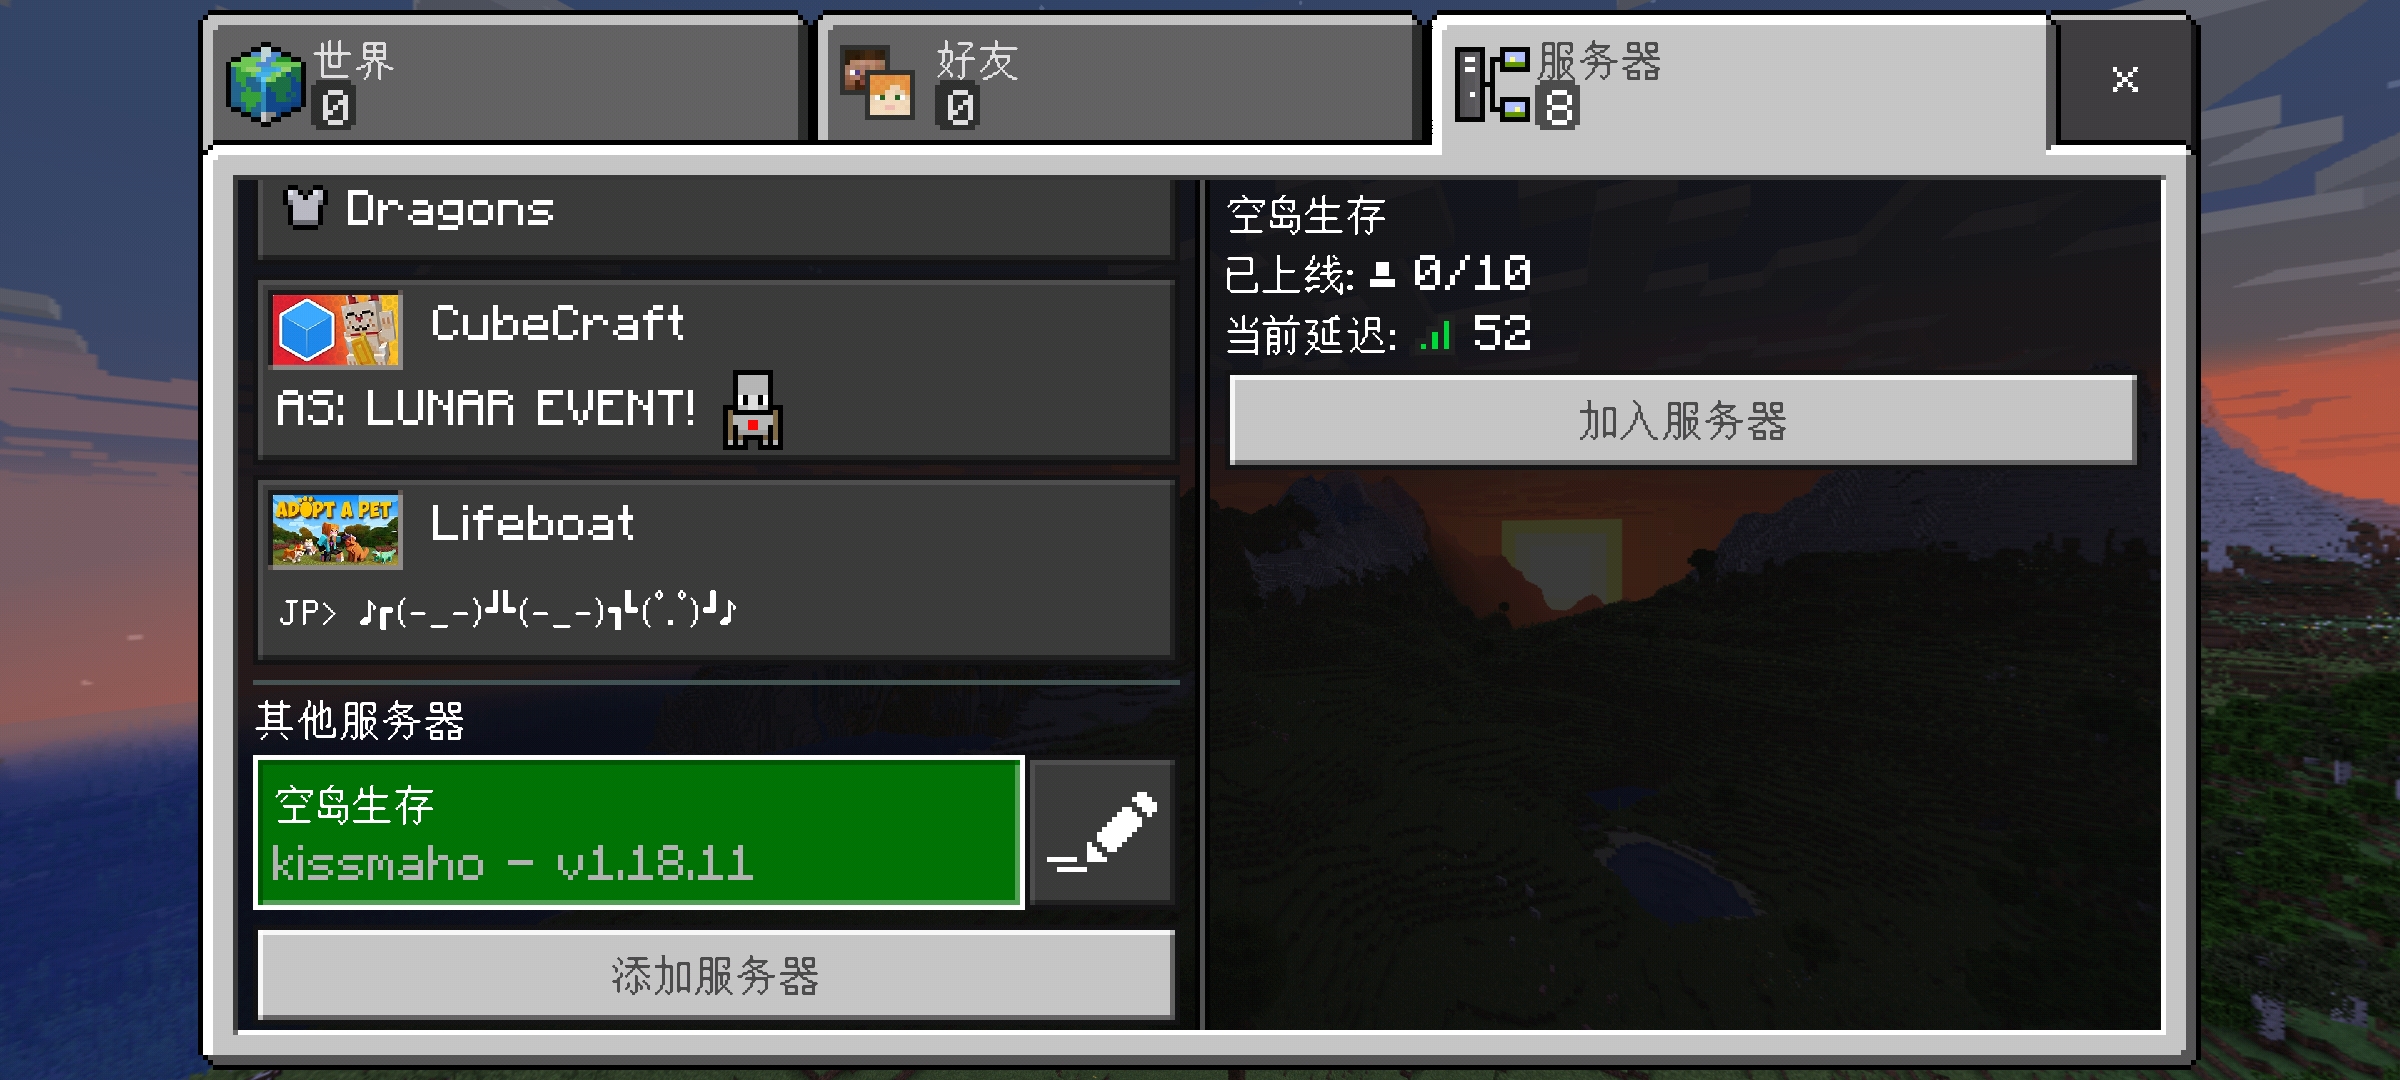 世界
0
好友
0
服务器
8
Dragons
CubeCraft
AS: LUNAR EVENT!
ADOPT A PET
Lifeboat
JP> ♪┏(-_-)┛┗(-_-)┓┗(ﾟ.ﾟ)┛♪
其他服务器
空岛生存
kissmaho - v1.18.11
添加服务器
空岛生存
已上线: 0/10
当前延迟: 52
加入服务器